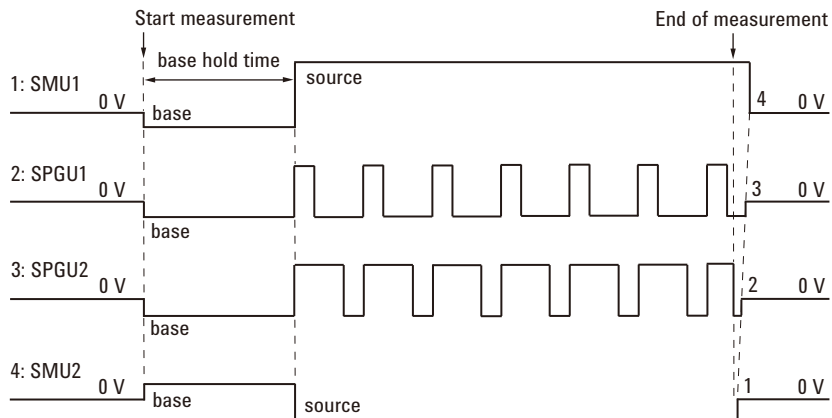 Start measurement
End of measurement
base hold time
source
1: SMU1
0 V
base
4
0 V
2: SPGU1
0 V
base
3
0 V
3: SPGU2
0 V
base
2
0 V
4: SMU2
0 V
base
source
1
0 V